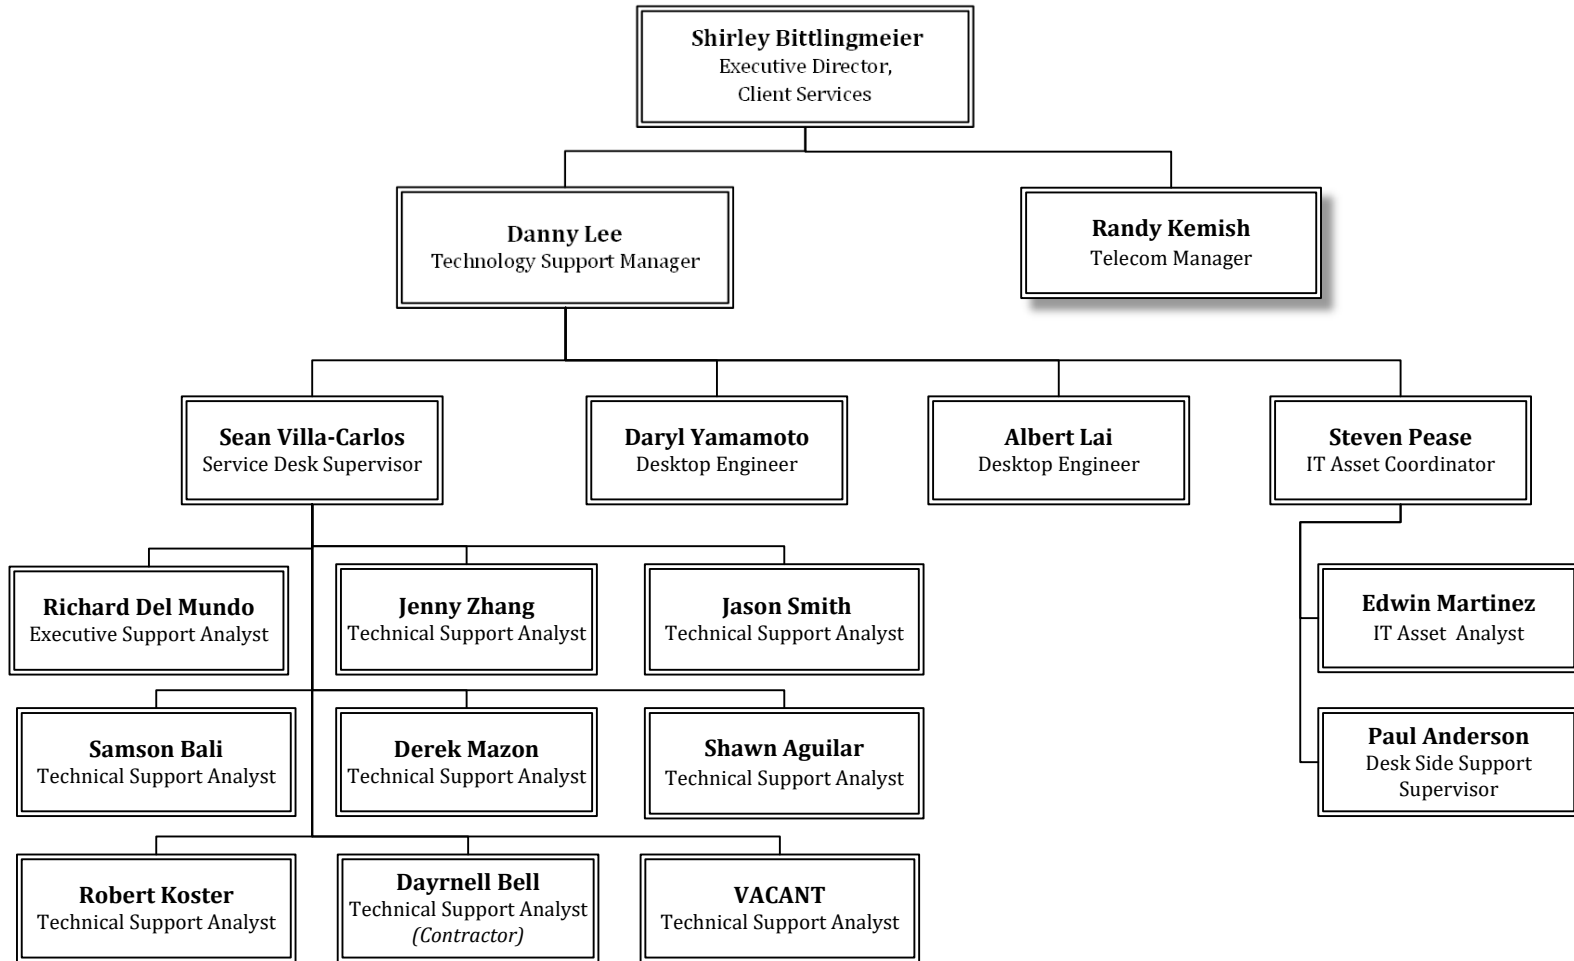 Shirley Bittlingmeier
Executive Director,
Client Services
Danny Lee
Technology Support Manager
Randy Kemish
Telecom Manager
Sean Villa-Carlos
Service Desk Supervisor
Daryl Yamamoto
Desktop Engineer
Albert Lai
Desktop Engineer
Steven Pease
IT Asset Coordinator
Richard Del Mundo
Executive Support Analyst
Jenny Zhang
Technical Support Analyst
Jason Smith
Technical Support Analyst
Edwin Martinez
IT Asset  Analyst
Samson Bali
Technical Support Analyst
Derek Mazon
Technical Support Analyst
Shawn Aguilar
Technical Support Analyst
Paul Anderson
Desk Side Support
Supervisor
Robert Koster
Technical Support Analyst
Dayrnell Bell
Technical Support Analyst
(Contractor)
VACANT
Technical Support Analyst